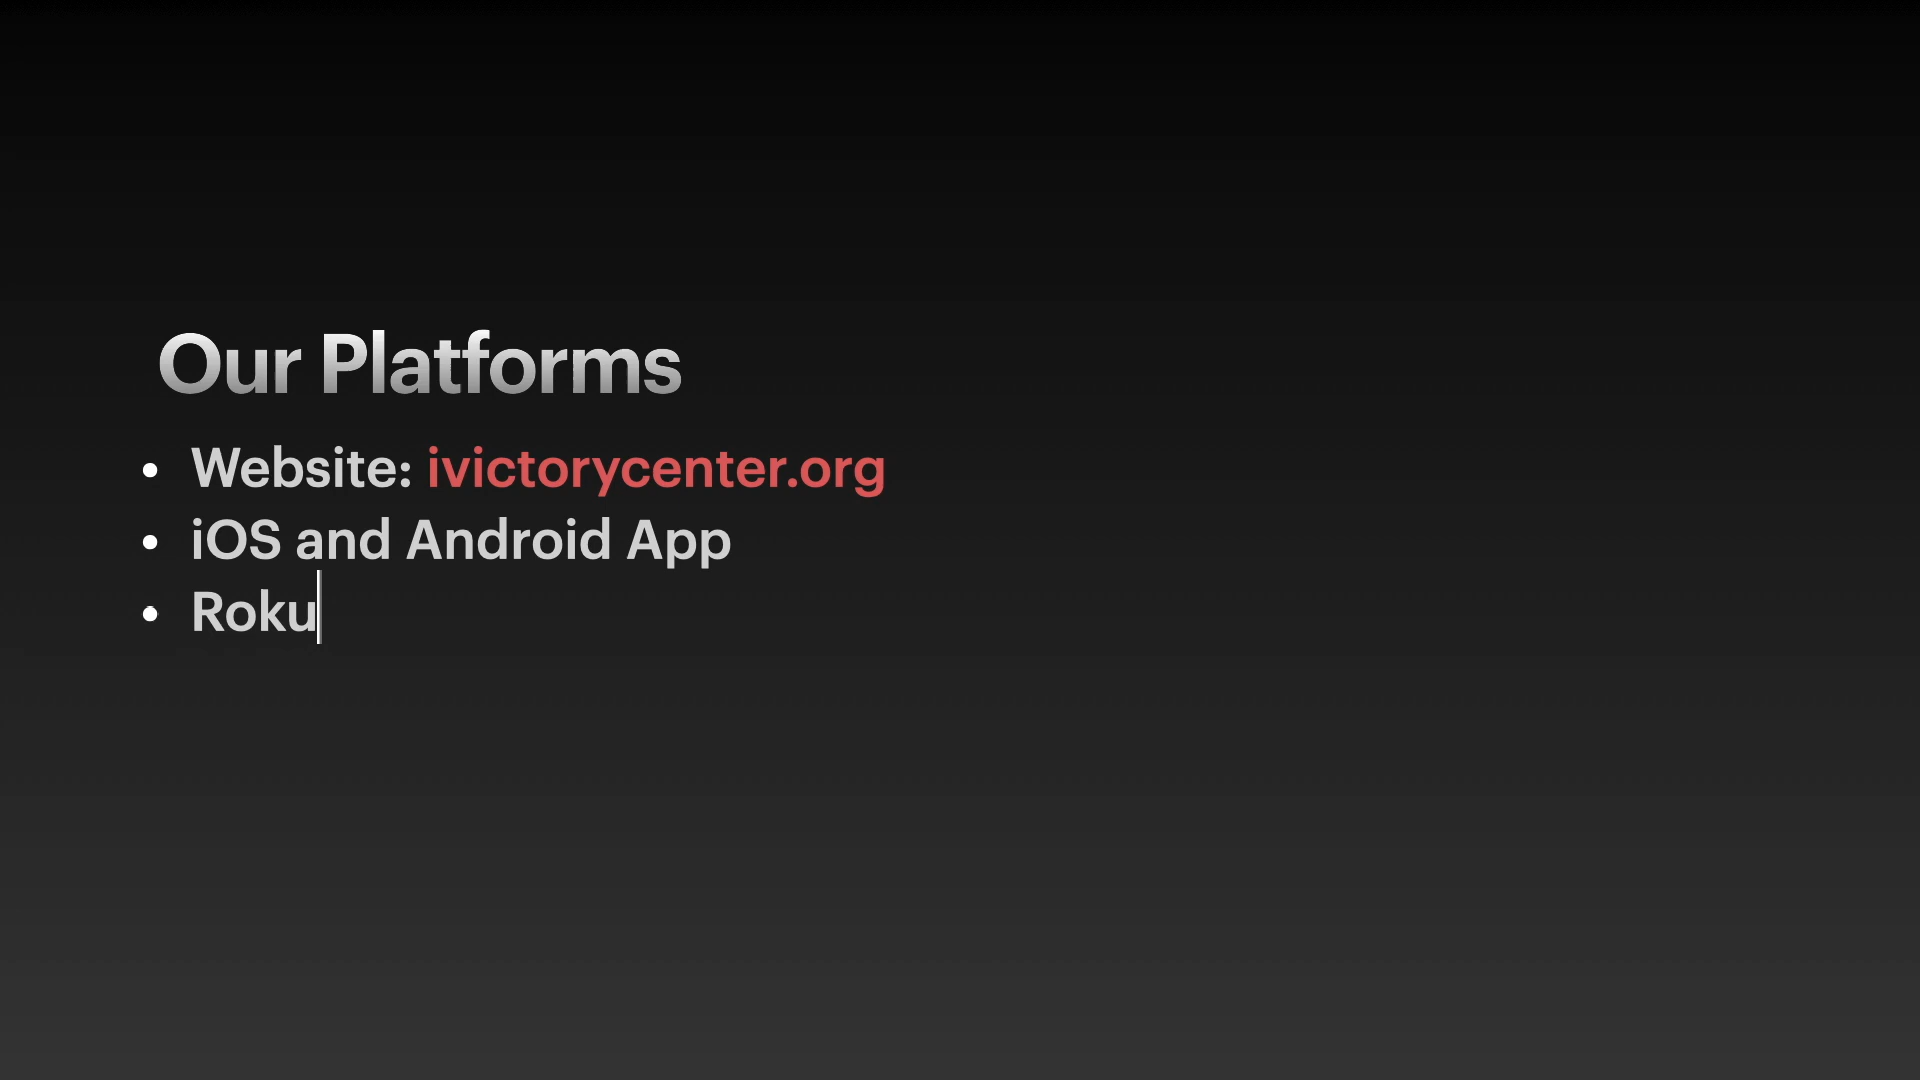 Our Platforms
• Website: ivictorycenter.org
• iOS and Android App
• Roku